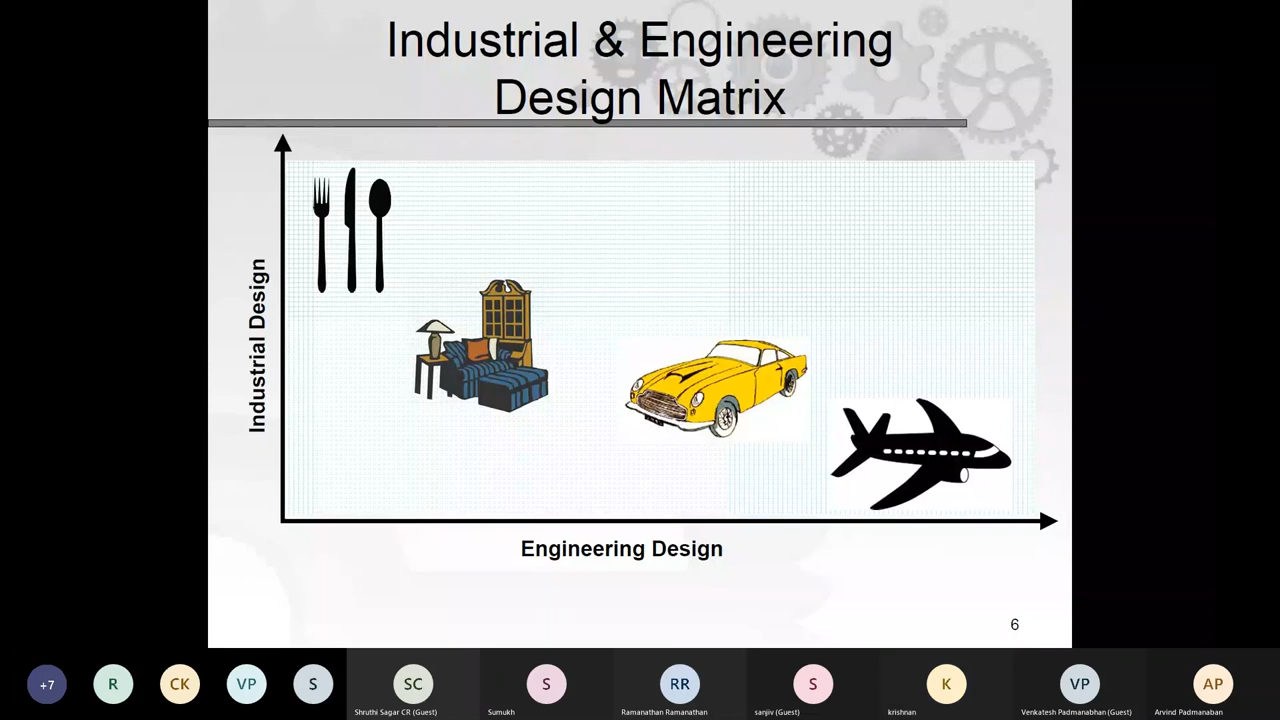 Industrial & Engineering
Design Matrix
Industrial Design
Engineering Design
6
+7
R
CK
VP
S
SC
S
RR
S
K
VP
AP
Shruthi Sagar CR (Guest)
Sumukh
Ramanathan Ramanathan
sanjiv (Guest)
krishnan
Venkatesh Padmanabhan (Guest)
Arvind Padmanaban